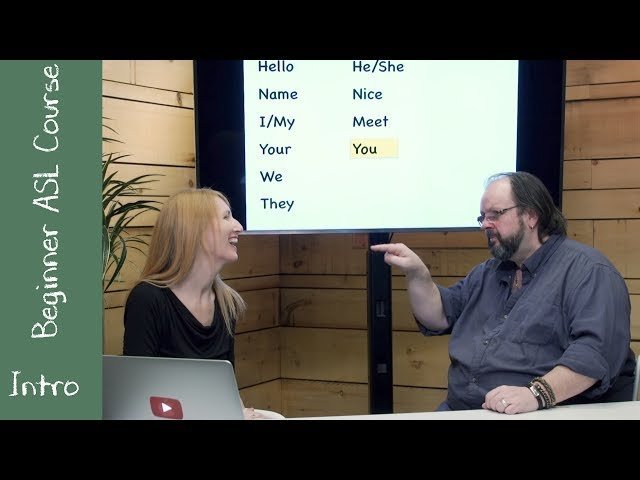 Beginner ASL Course
Intro
Hello
Name
I/My
Your
We
They
He/She
Nice
Meet
You